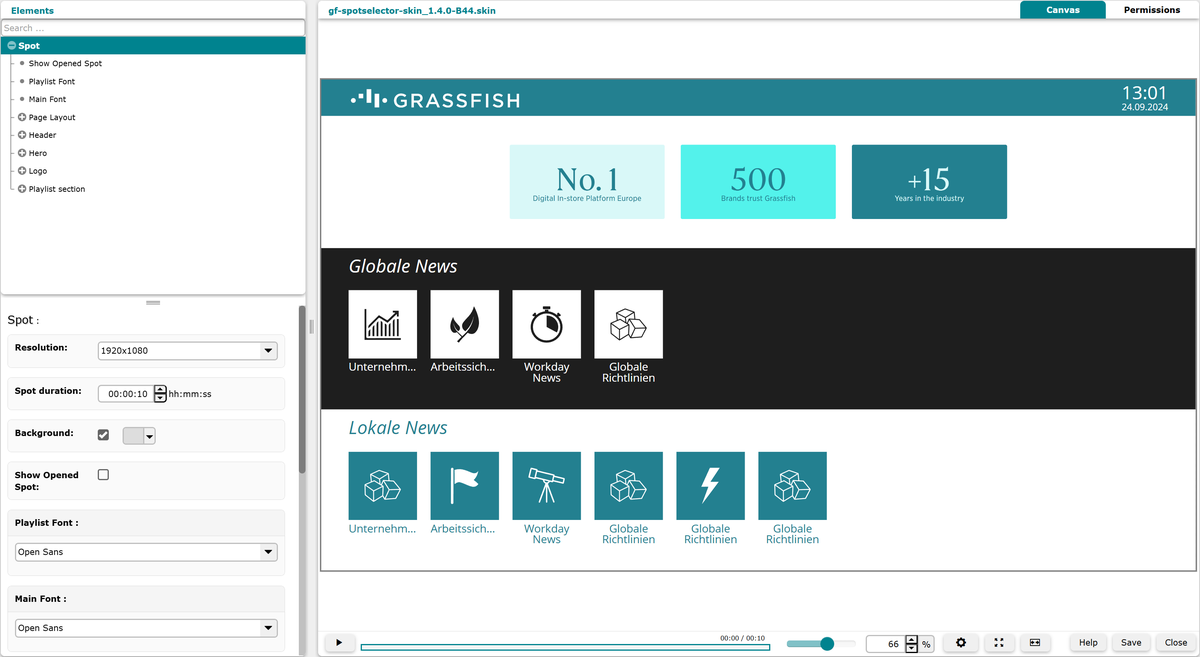 Elements
Search ...
Spot
Show Opened Spot
Playlist Font
Main Font
Page Layout
Header
Hero
Logo
Playlist section
Spot :
Resolution:
1920x1080
Spot duration:
00:00:10
hh:mm:ss
Background:
Show Opened
Spot:
Playlist Font :
Open Sans
Main Font :
Open Sans
gf-spotselector-skin_1.4.0-B44.skin
Canvas
Permissions
GRASSFISH
13:01
24.09.2024
No. 1
Digital In-store Platform Europe
500
Brands trust Grassfish
+15
Years in the industry
Globale News
Unternehm...
Arbeitssich...
Workday
News
Globale
Richtlinien
Lokale News
Unternehm...
Arbeitssich...
Workday
News
Globale
Richtlinien
Globale
Richtlinien
Globale
Richtlinien
00:00 / 00:10
66
%
Help
Save
Close